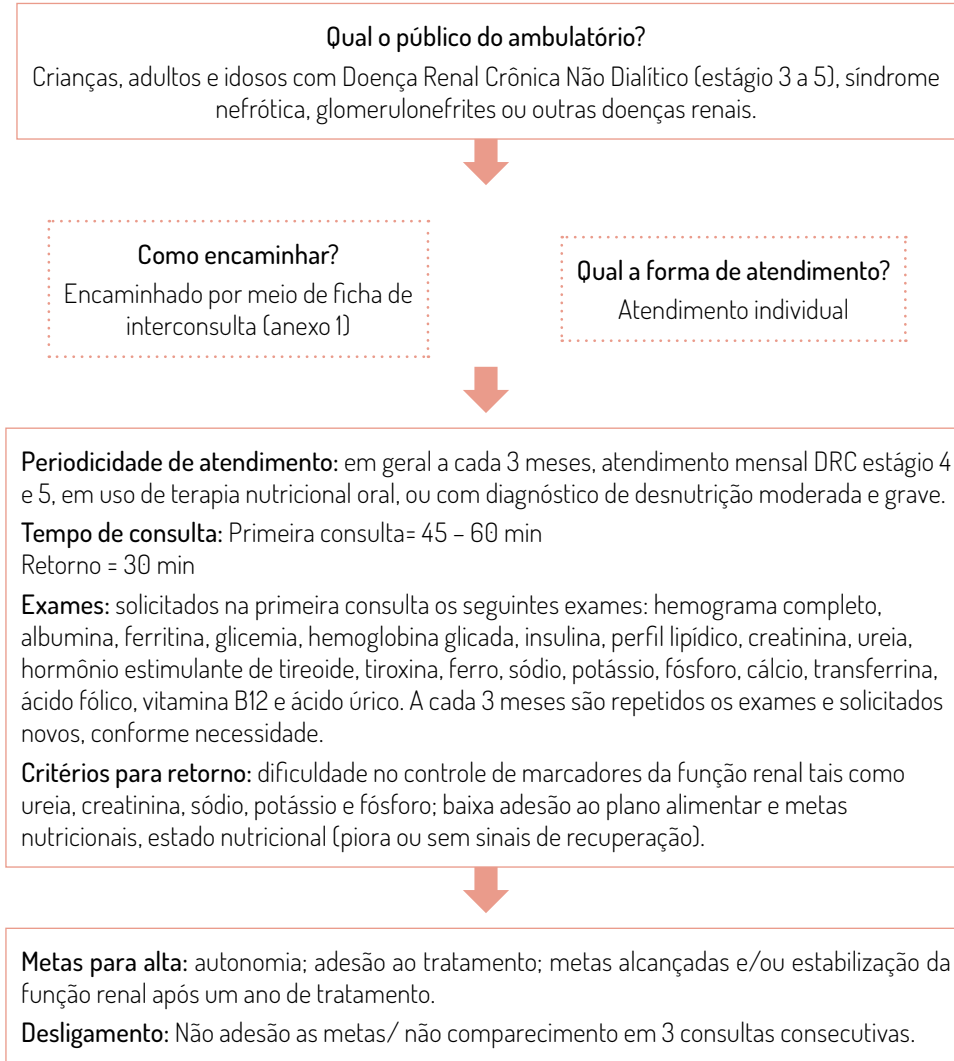 Qual o público do ambulatório?
Crianças, adultos e idosos com Doença Renal Crônica Não Dialítico (estágio 3 a 5), síndrome
nefrótica, glomerulonefrites ou outras doenças renais.
Como encaminhar?
Encaminhado por meio de ficha de
interconsulta (anexo 1)
Qual a forma de atendimento?
Atendimento individual
Periodicidade de atendimento: em geral a cada 3 meses, atendimento mensal DRC estágio 4
e 5, em uso de terapia nutricional oral, ou com diagnóstico de desnutrição moderada e grave.
Tempo de consulta: Primeira consulta= 45 – 60 min
Retorno = 30 min
Exames: solicitados na primeira consulta os seguintes exames: hemograma completo,
albumina, ferritina, glicemia, hemoglobina glicada, insulina, perfil lipídico, creatinina, ureia,
hormônio estimulante de tireoide, tiroxina, ferro, sódio, potássio, fósforo, cálcio, transferrina,
ácido fólico, vitamina B12 e ácido úrico. A cada 3 meses são repetidos os exames e solicitados
novos, conforme necessidade.
Critérios para retorno: dificuldade no controle de marcadores da função renal tais como
ureia, creatinina, sódio, potássio e fósforo; baixa adesão ao plano alimentar e metas
nutricionais, estado nutricional (piora ou sem sinais de recuperação).
Metas para alta: autonomia; adesão ao tratamento; metas alcançadas e/ou estabilização da
função renal após um ano de tratamento.
Desligamento: Não adesão as metas/ não comparecimento em 3 consultas consecutivas.